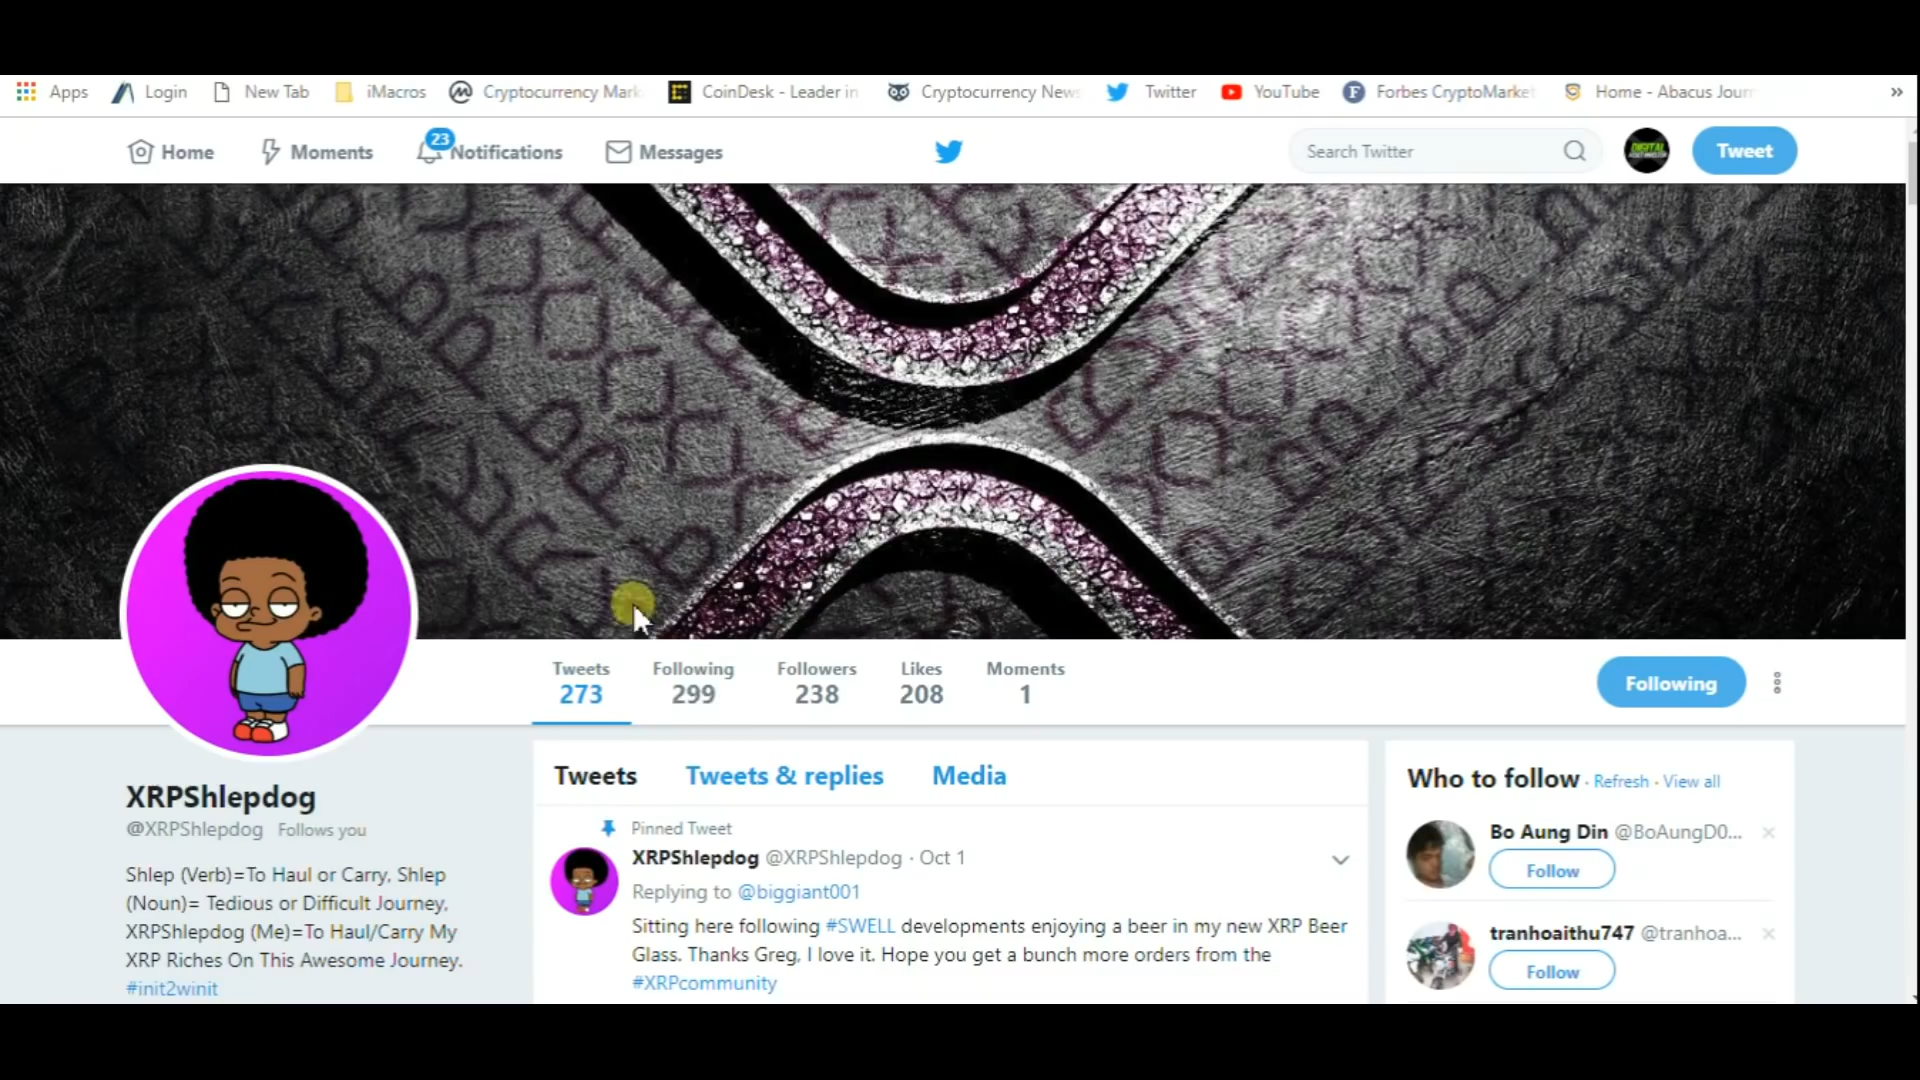 Apps Login New Tab iMacros Cryptocurrency Mark CoinDesk - Leader in Cryptocurrency News Twitter YouTube Forbes CryptoMarket Home - Abacus Jour »
Home Moments 23 Notifications Messages Search Twitter Tweet
Tweets Following Followers Likes Moments
273 299 238 208 1
Following
XRPShlepdog
@XRPShlepdog Follows you
Shlep (Verb)=To Haul or Carry, Shlep
(Noun)= Tedious or Difficult Journey,
XRPShlepdog (Me)=To Haul/Carry My
XRP Riches On This Awesome Journey.
#init2winit
Tweets Tweets & replies Media
Pinned Tweet
XRPShlepdog @XRPShlepdog · Oct 1
Replying to @biggiant001
Sitting here following #SWELL developments enjoying a beer in my new XRP Beer
Glass. Thanks Greg, I love it. Hope you get a bunch more orders from the
#XRPcommunity
Who to follow · Refresh · View all
Bo Aung Din @BoAungD0...
Follow
tranhoaithu747 @tranhoa...
Follow